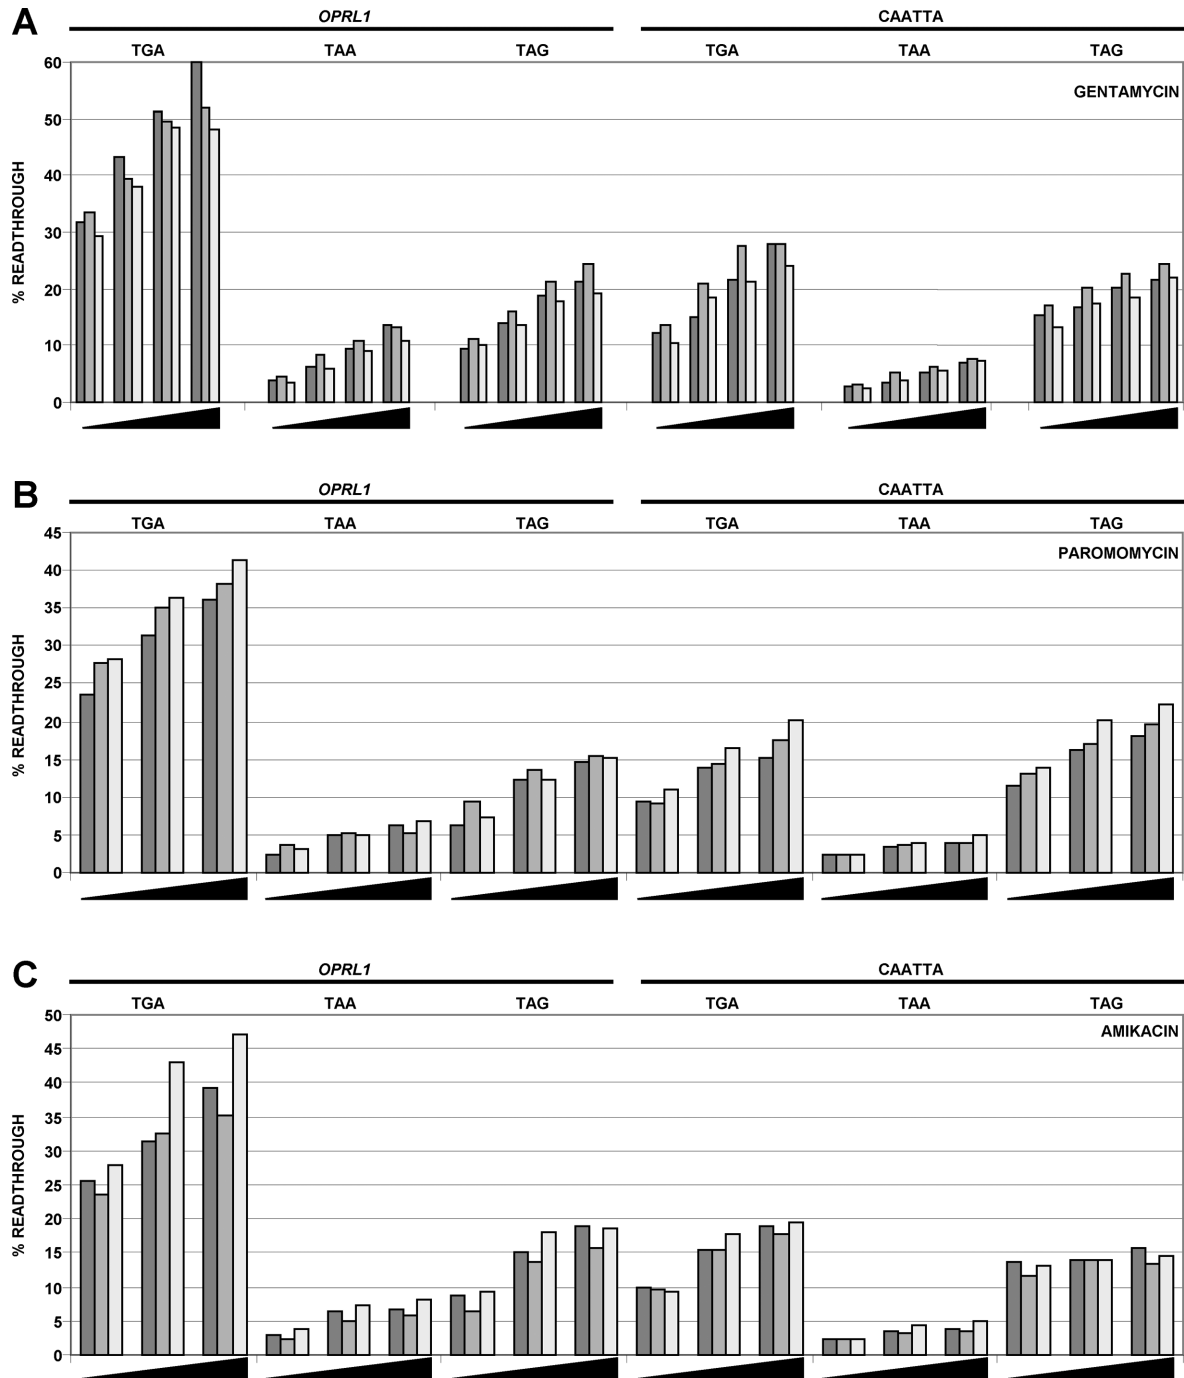 A
OPRL1 CAATTA
TGA TAA TAG TGA TAA TAG
GENTAMYCIN
% READTHROUGH
60
50
40
30
20
10
0
B
OPRL1 CAATTA
TGA TAA TAG TGA TAA TAG
PAROMOMYCIN
% READTHROUGH
45
40
35
30
25
20
15
10
5
0
C
OPRL1 CAATTA
TGA TAA TAG TGA TAA TAG
AMIKACIN
% READTHROUGH
50
45
40
35
30
25
20
15
10
5
0